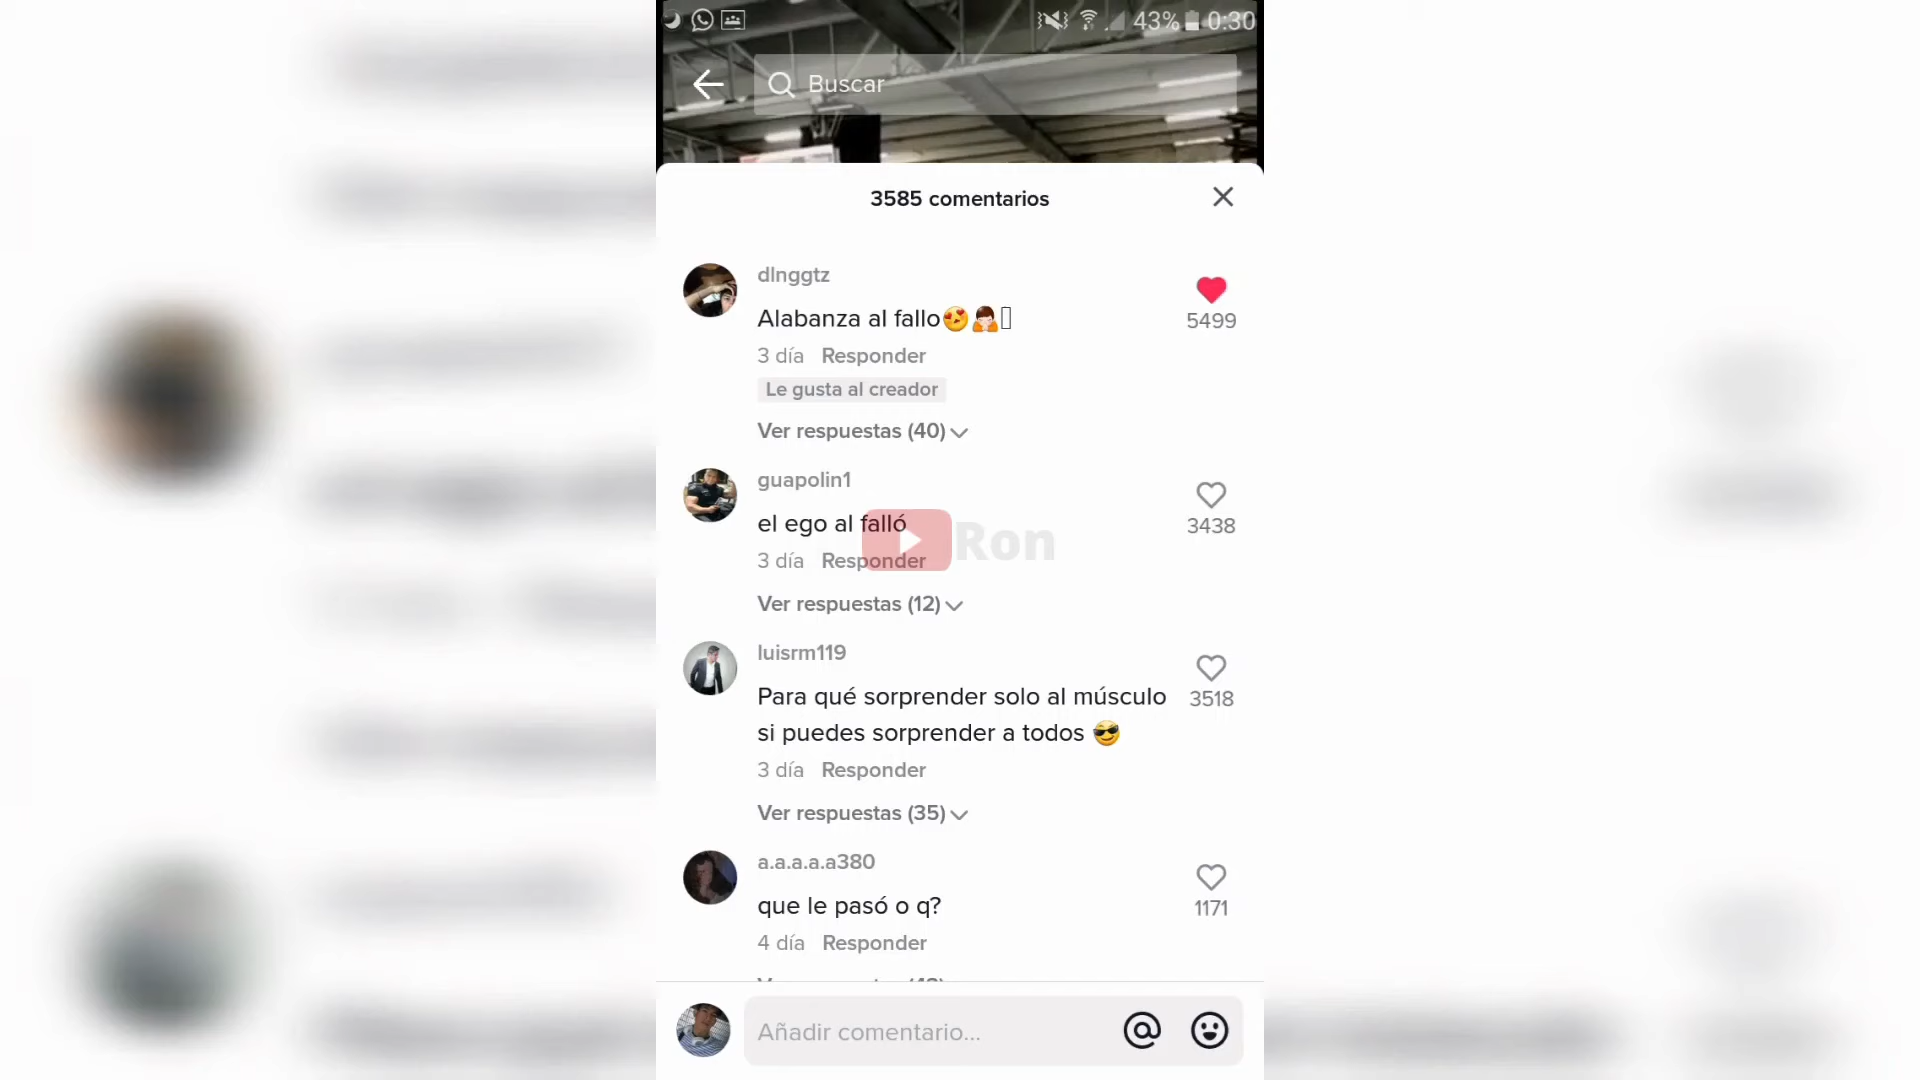 43% 0:30
Buscar
3585 comentarios
dlnggtz
Alabanza al fallo😍🙇
5499
3 día Responder
Le gusta al creador
Ver respuestas (40)
guapolin1
el ego al falló
3438
3 día Responder
Ron
Ver respuestas (12)
luisrm119
Para qué sorprender solo al músculo
si puedes sorprender a todos 😎
3518
3 día Responder
Ver respuestas (35)
a.a.a.a.a380
que le pasó o q?
1171
4 día Responder
Añadir comentario...